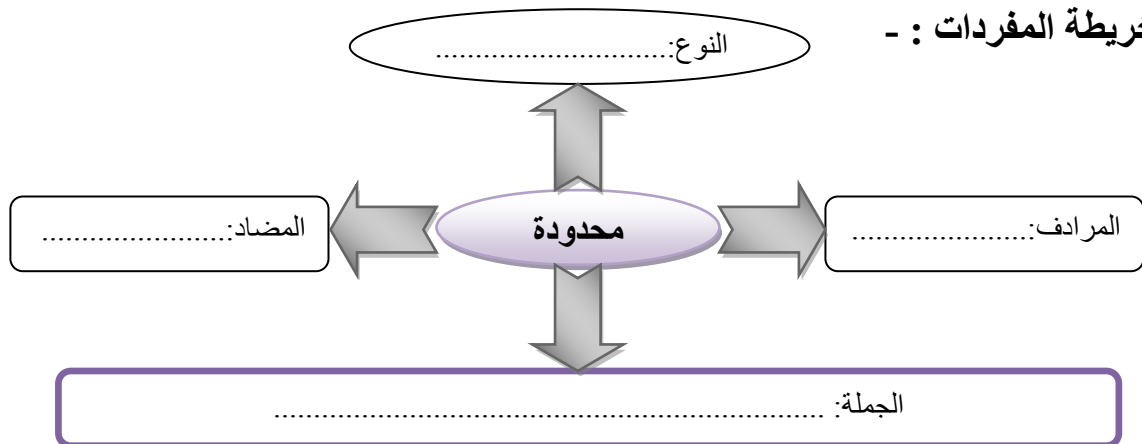 خريطة المفردات : -
النوع:............................
المرادف:......................
محدودة
المضاد:........................
الجملة: ......................................................................